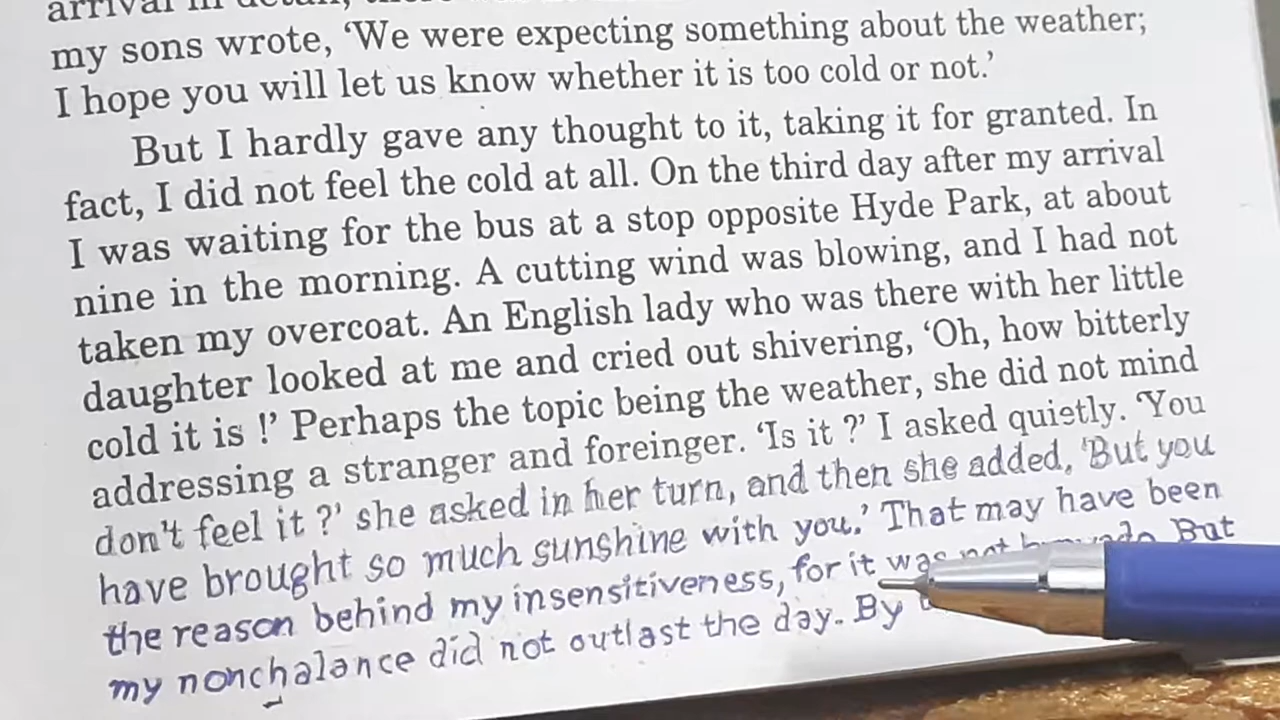 arrival in detail, there
my sons wrote, ‘We were expecting something about the weather;
I hope you will let us know whether it is too cold or not.’
But I hardly gave any thought to it, taking it for granted. In
fact, I did not feel the cold at all. On the third day after my arrival
I was waiting for the bus at a stop opposite Hyde Park, at about
nine in the morning. A cutting wind was blowing, and I had not
taken my overcoat. An English lady who was there with her little
daughter looked at me and cried out shivering, ‘Oh, how bitterly
cold it is !’ Perhaps the topic being the weather, she did not mind
addressing a stranger and foreinger. ‘Is it ?’ I asked quietly. ‘You
don't feel it ?’ she asked in her turn, and then she added, 'But you
have brought so much sunshine with you.’ That may have been
the reason behind my insensitiveness, for it was not But
my nonchalance did not outlast the day. By